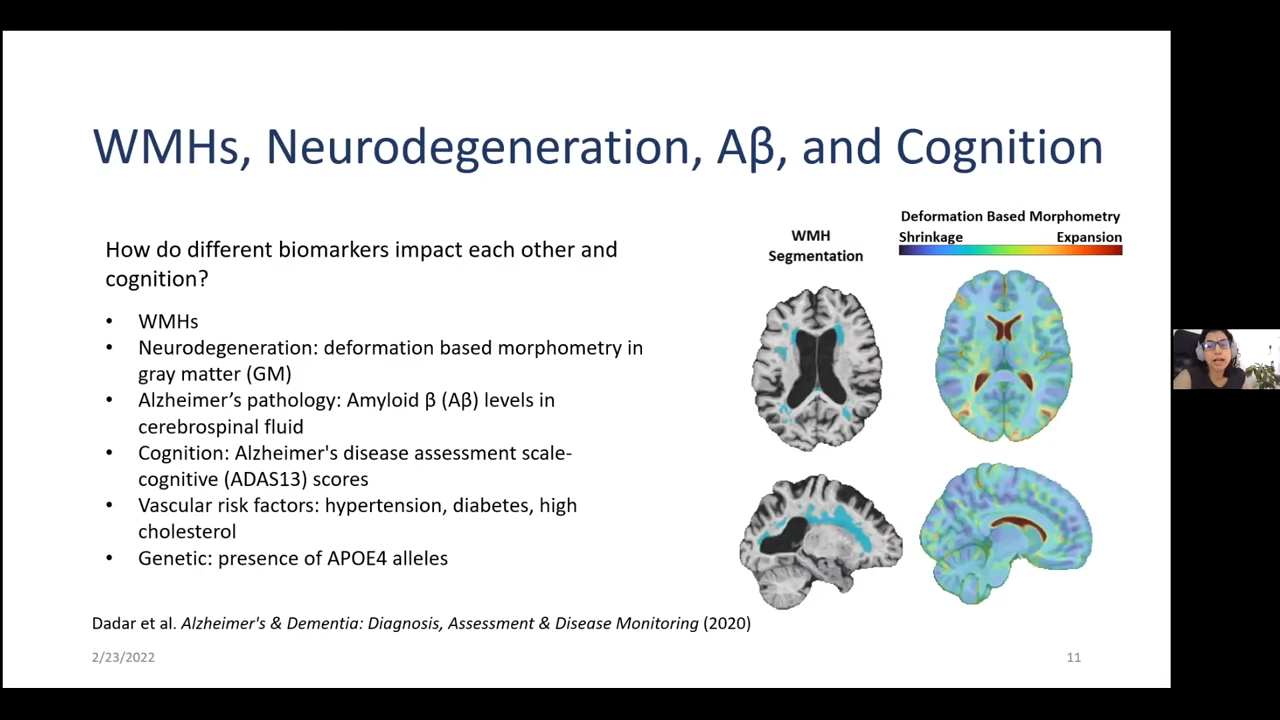 WMHs, Neurodegeneration, Aβ, and Cognition
How do different biomarkers impact each other and
cognition?
• WMHs
• Neurodegeneration: deformation based morphometry in
gray matter (GM)
• Alzheimer’s pathology: Amyloid β (Aβ) levels in
cerebrospinal fluid
• Cognition: Alzheimer's disease assessment scale-
cognitive (ADAS13) scores
• Vascular risk factors: hypertension, diabetes, high
cholesterol
• Genetic: presence of APOE4 alleles
WMH
Segmentation
Deformation Based Morphometry
Shrinkage Expansion
Dadar et al. Alzheimer's & Dementia: Diagnosis, Assessment & Disease Monitoring (2020)
2/23/2022 11